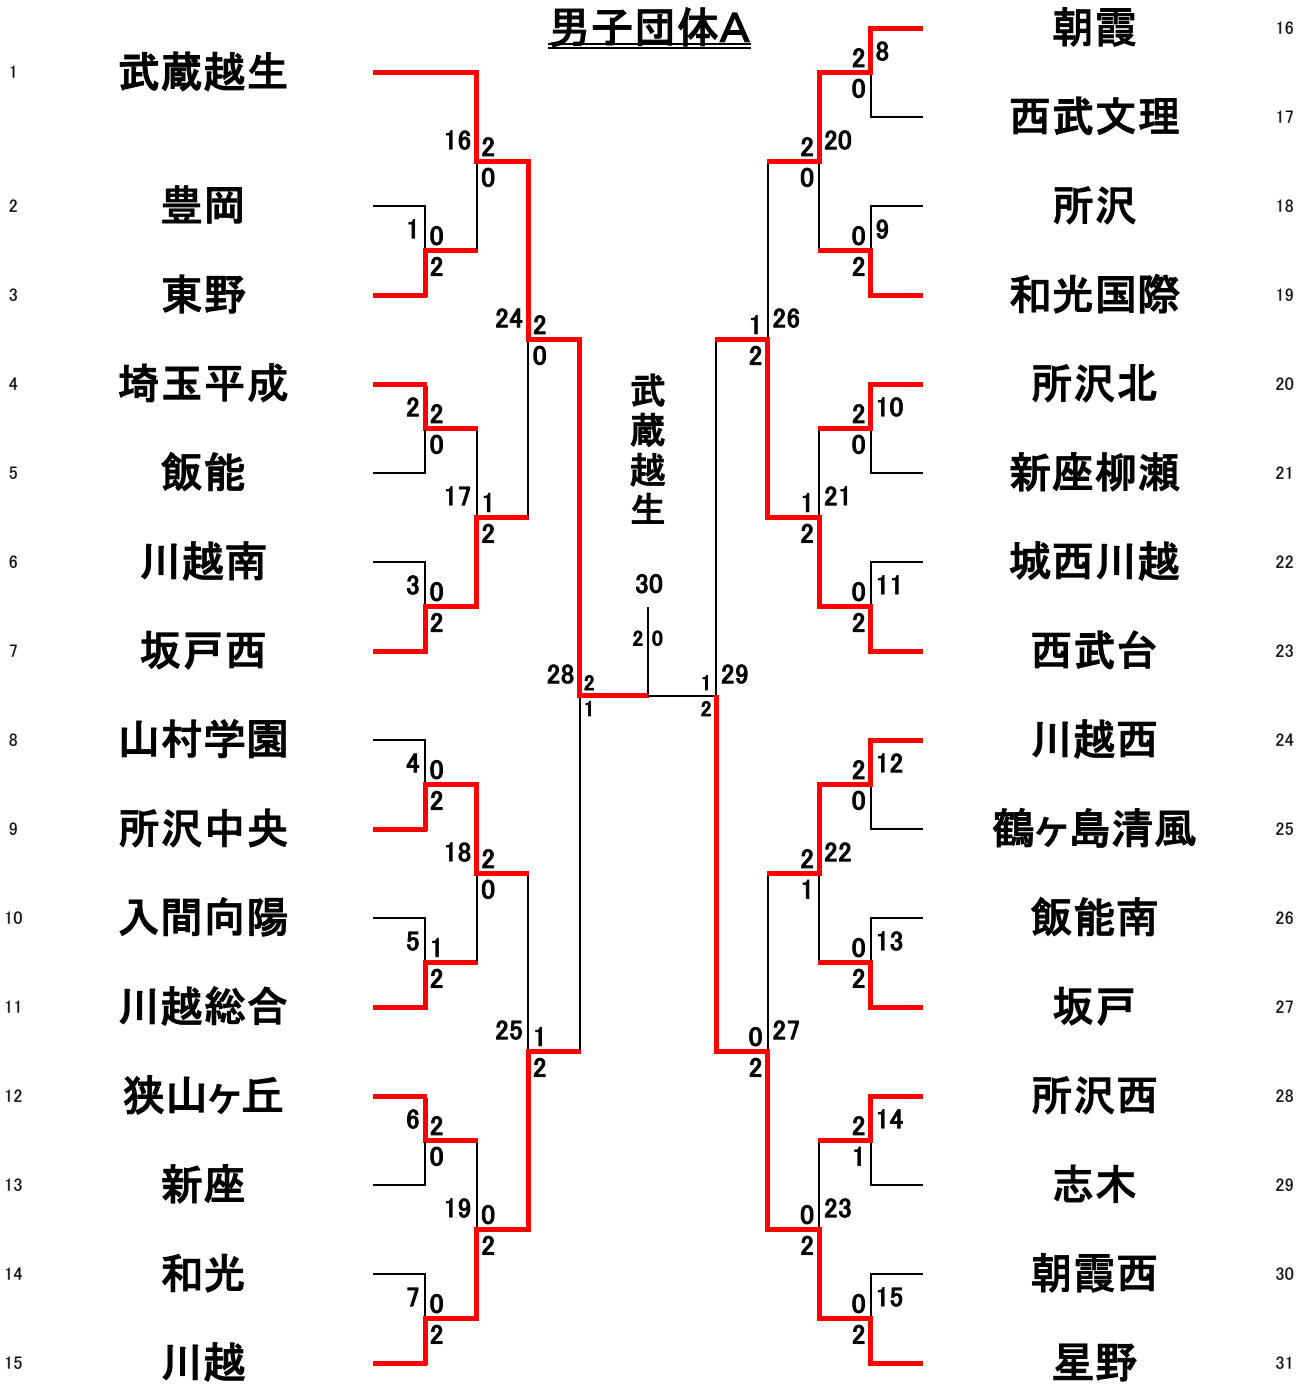 男子団体A
1 武蔵越生
2 豊岡
3 東野
4 埼玉平成
5 飯能
6 川越南
7 坂戸西
8 山村学園
9 所沢中央
10 入間向陽
11 川越総合
12 狭山ヶ丘
13 新座
14 和光
15 川越
16 2
0
1 0
2
24 2
0
2 2
0
17 1
2
3 0
2
28 2
1
4 0
2
18 2
0
5 1
2
25 1
2
6 2
0
19 0
2
7 0
2
武蔵越生
30
2 0
朝霞 16
西武文理 17
所沢 18
和光国際 19
所沢北 20
新座柳瀬 21
城西川越 22
西武台 23
川越西 24
鶴ヶ島清風 25
飯能南 26
坂戸 27
所沢西 28
志木 29
朝霞西 30
星野 31
2 8
0
2 20
0
0 9
2
1 26
2
2 10
0
1 21
2
0 11
2
1 29
2
2 12
0
2 22
1
0 13
2
0 27
2
2 14
1
0 23
2
0 15
2